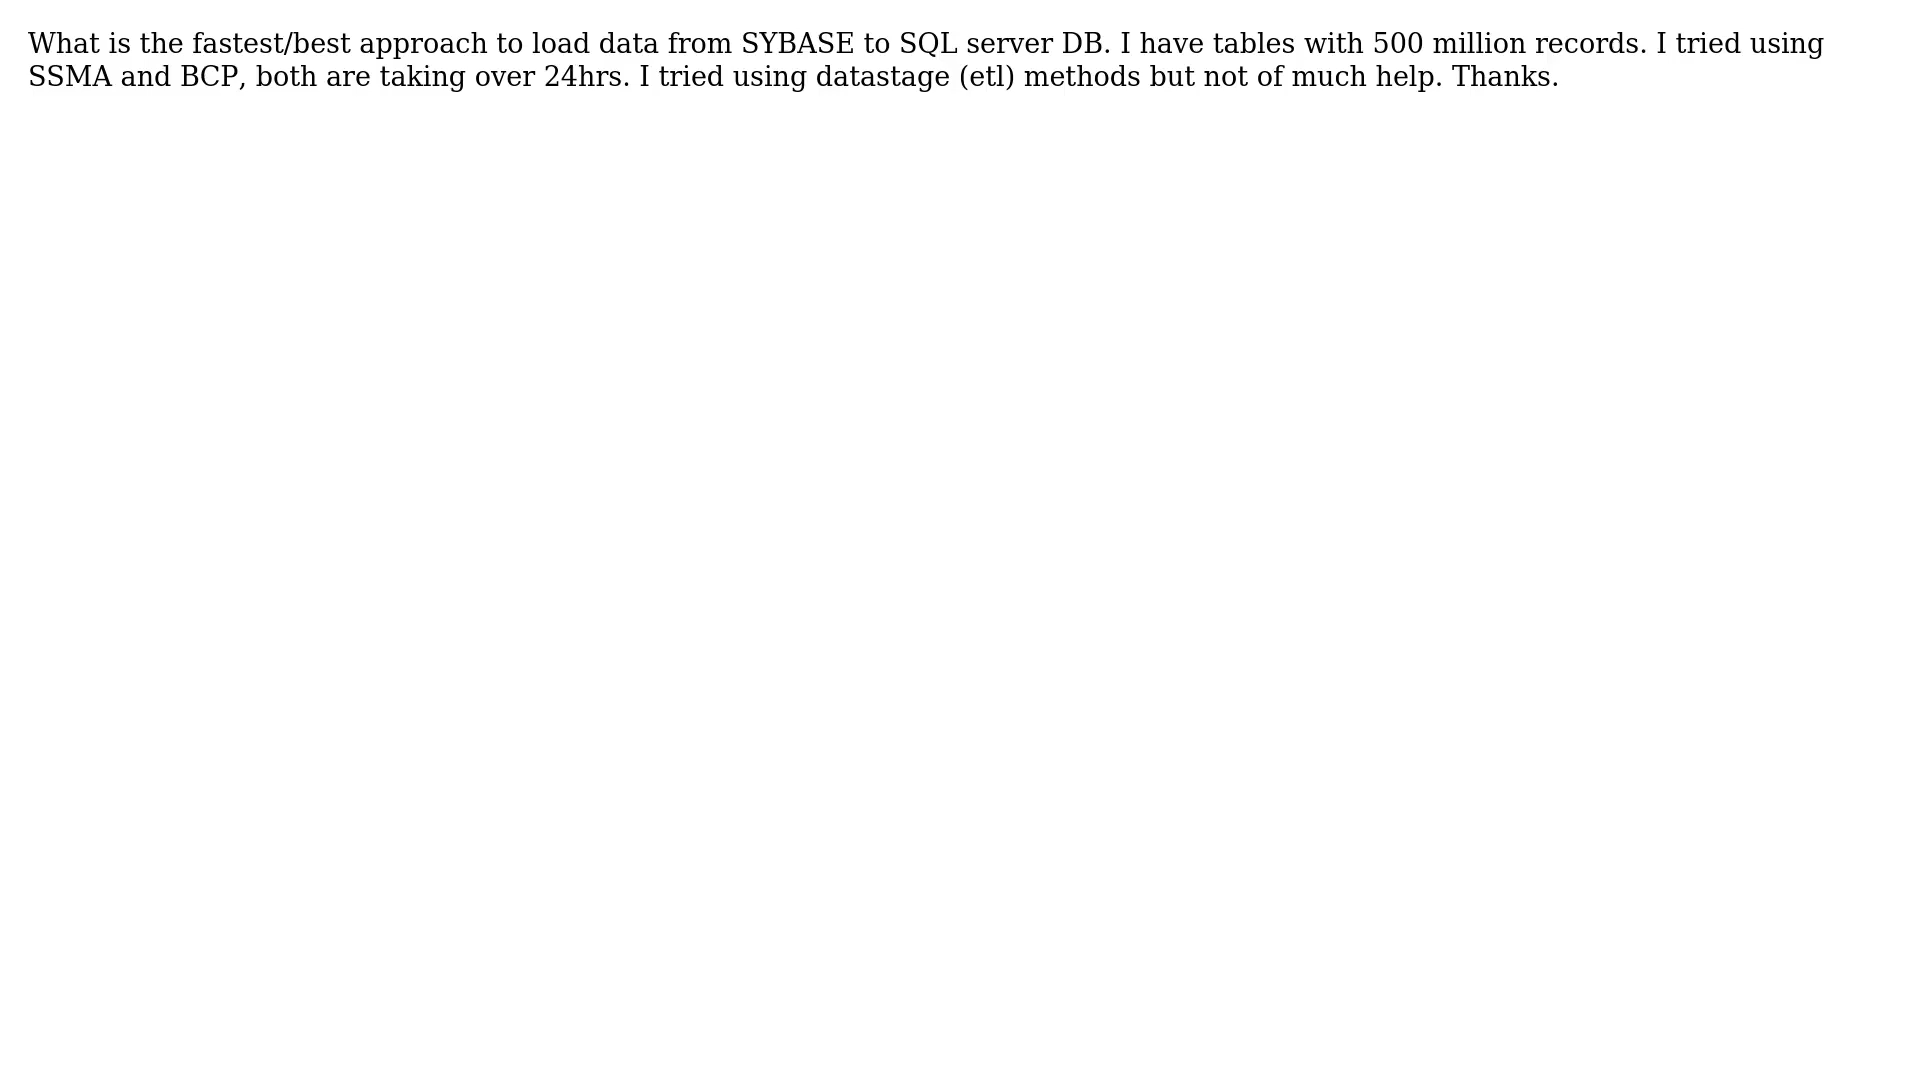 What is the fastest/best approach to load data from SYBASE to SQL server DB. I have tables with 500 million records. I tried using
SSMA and BCP, both are taking over 24hrs. I tried using datastage (etl) methods but not of much help. Thanks.